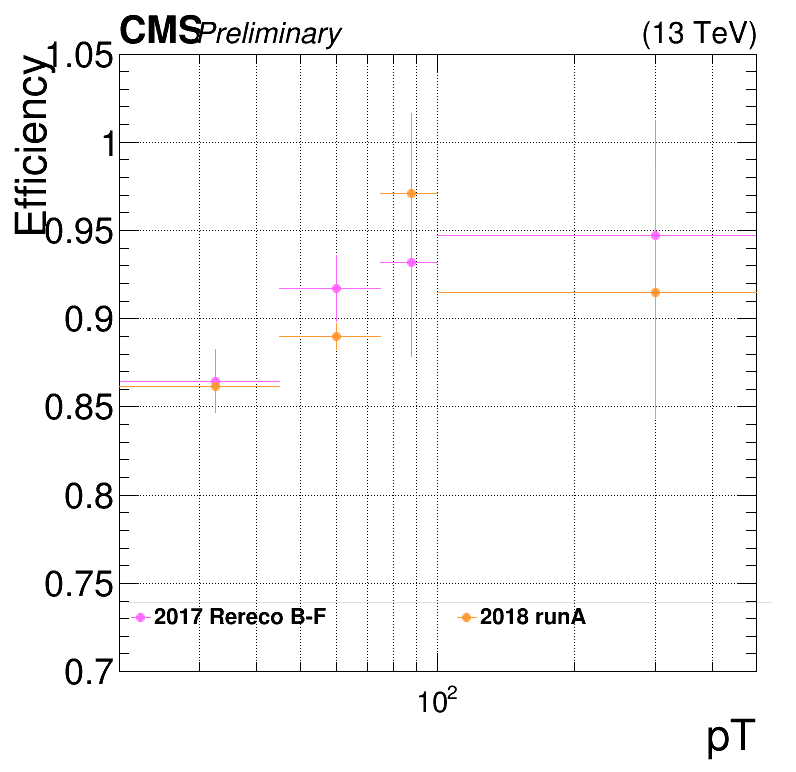 CMS Preliminary (13 TeV)
Efficiency
1.05
1
0.95
0.9
0.85
0.8
0.75
0.7
2017 Rereco B-F 2018 runA
10²
pT